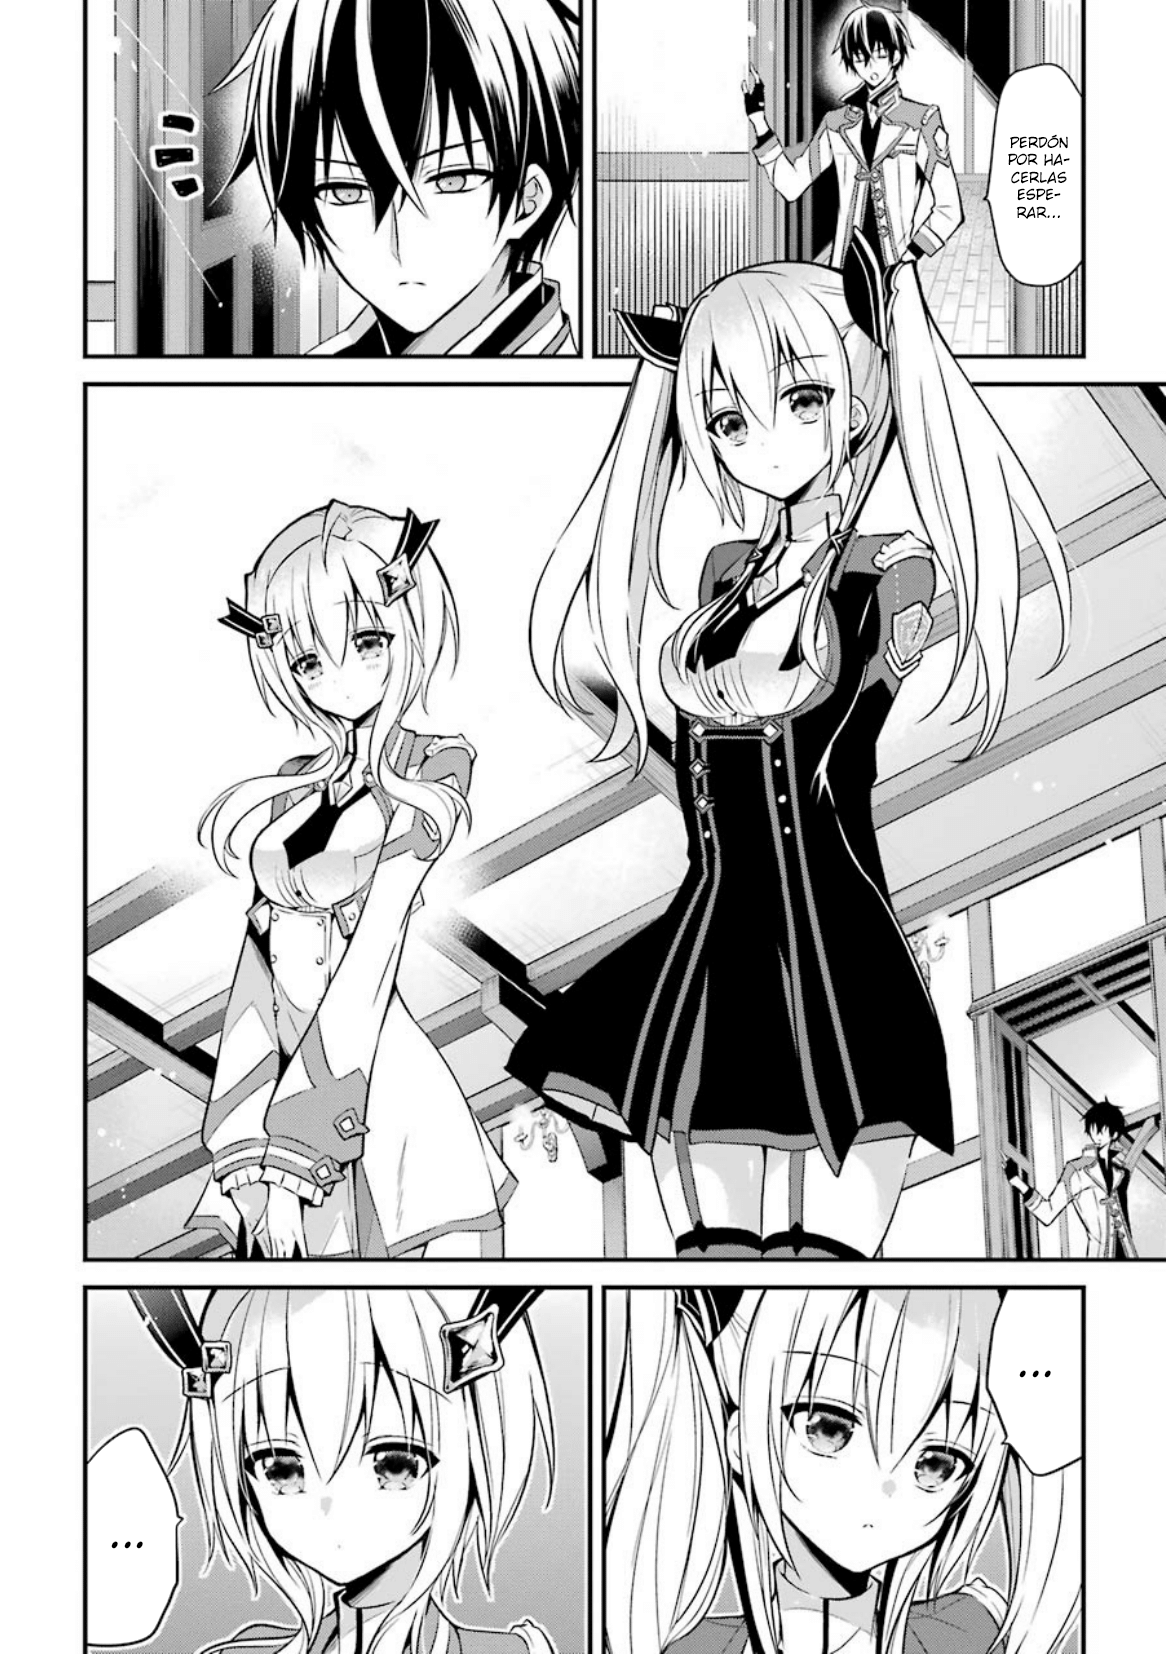 PERDÓN
POR HA-
CERLAS
ESPE-
RAR...
...
...